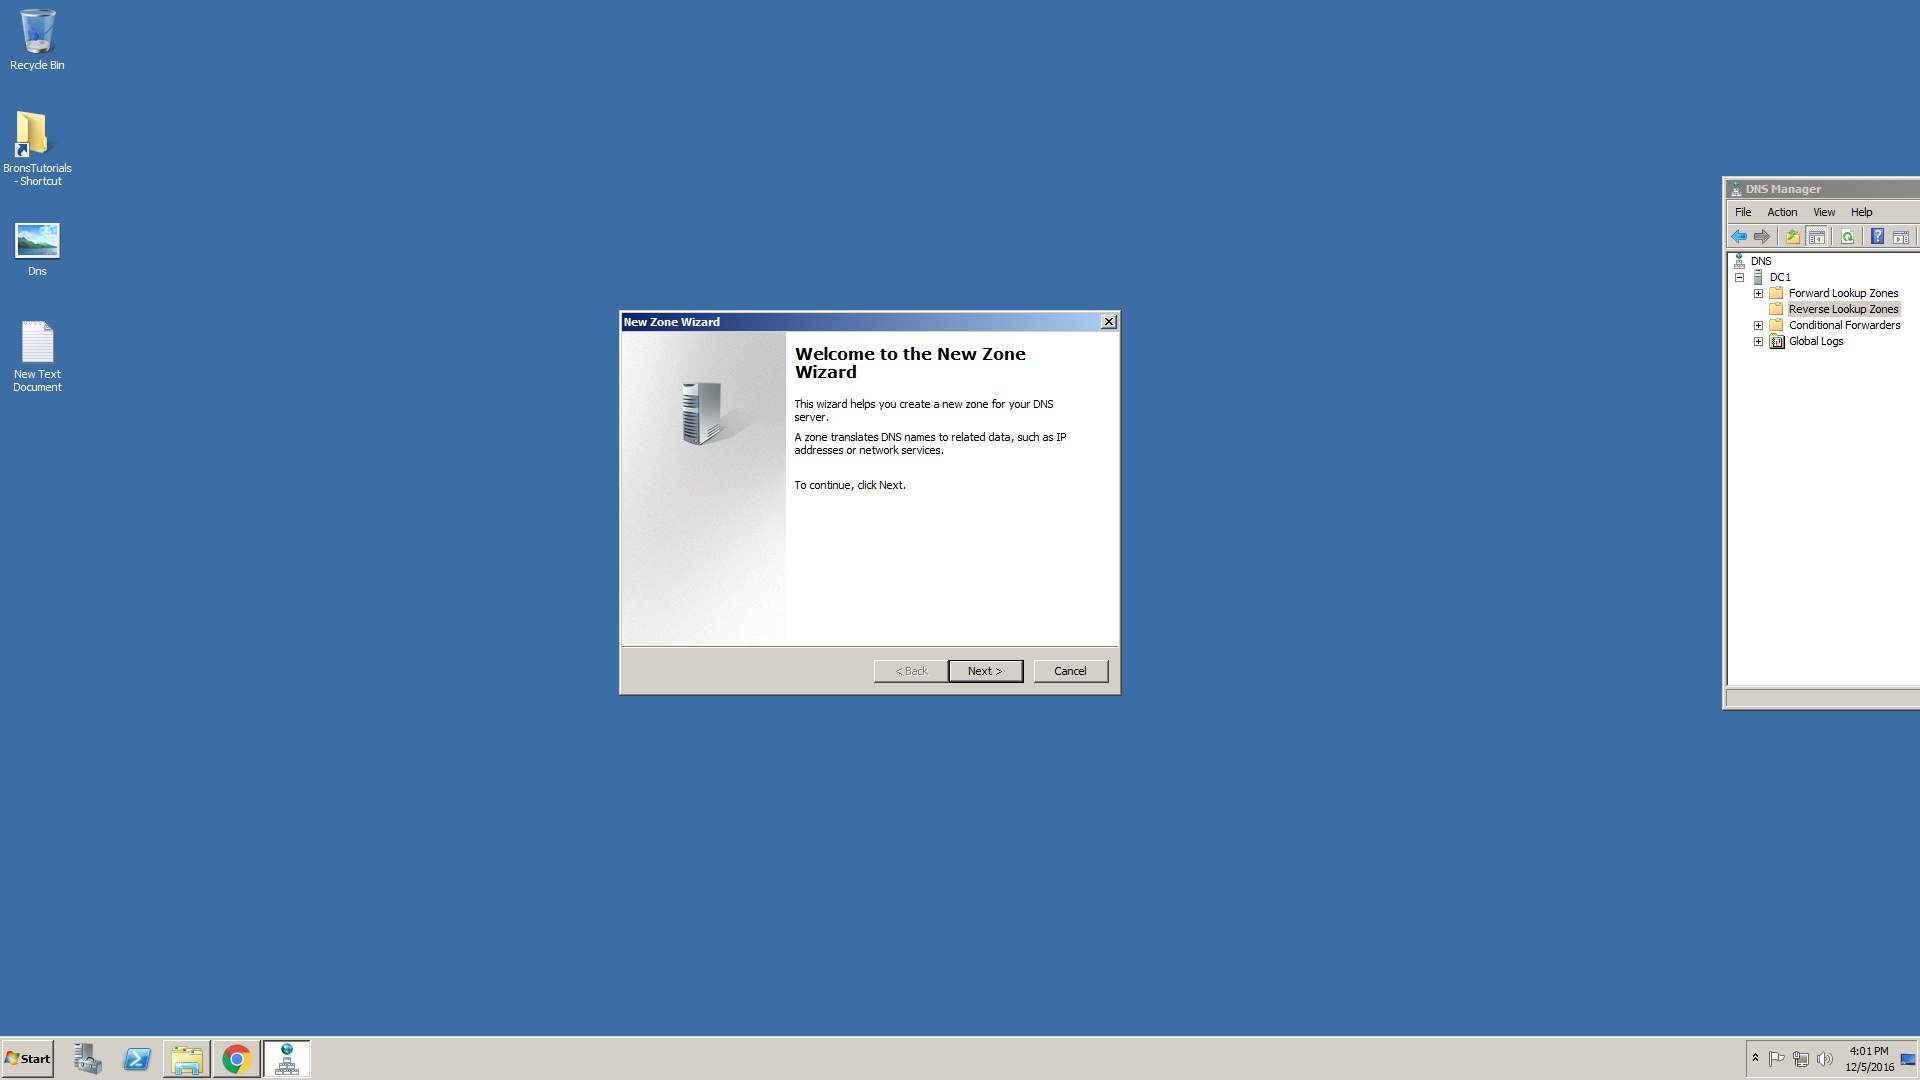 Recycle Bin
BronsTutorials
- Shortcut
Dns
New Text
Document
New Zone Wizard
Welcome to the New Zone
Wizard
This wizard helps you create a new zone for your DNS
server.
A zone translates DNS names to related data, such as IP
addresses or network services.
To continue, click Next.
< Back
Next >
Cancel
DNS Manager
File Action View Help
DNS
DC1
Forward Lookup Zones
Reverse Lookup Zones
Conditional Forwarders
Global Logs
Start
4:01 PM
12/5/2016